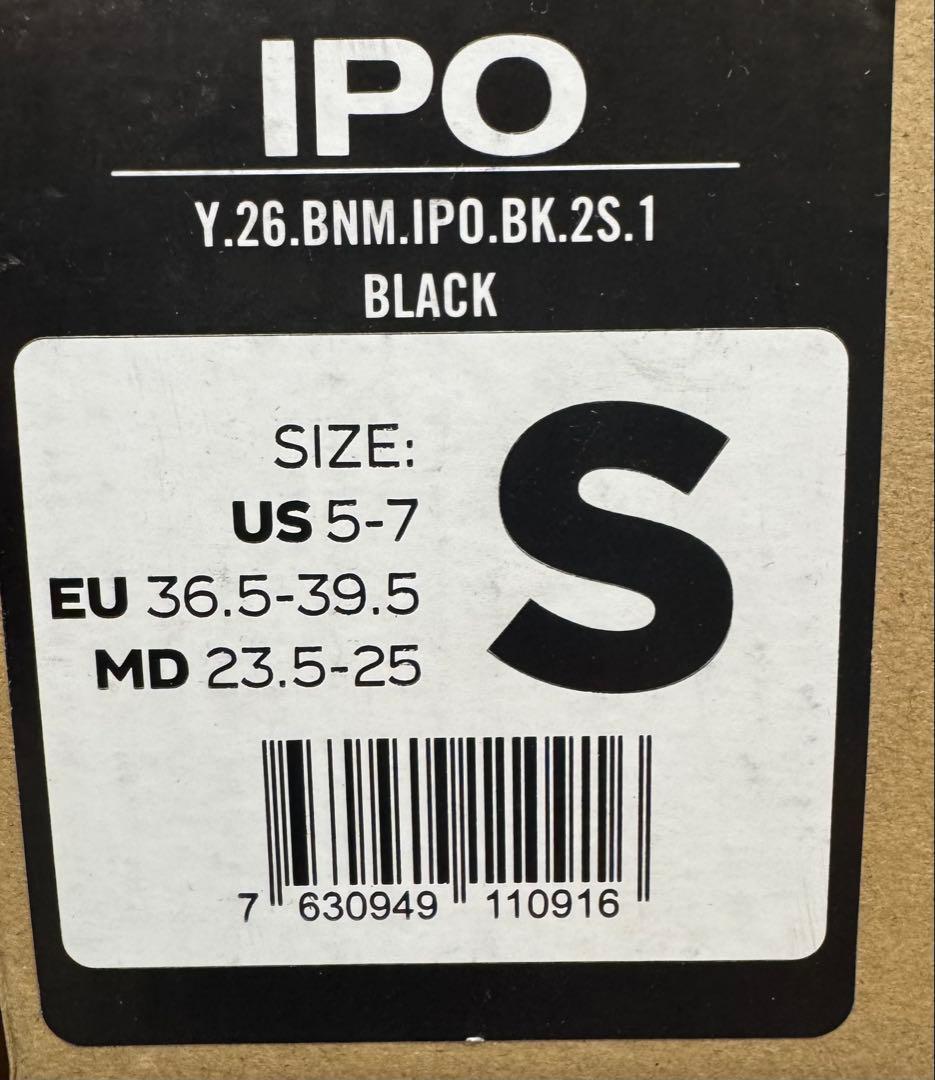 IPO
Y.26.BNM.IPO.BK.2S.1
BLACK
SIZE:
US 5-7
EU 36.5-39.5
MD 23.5-25
S
7 630949 110916